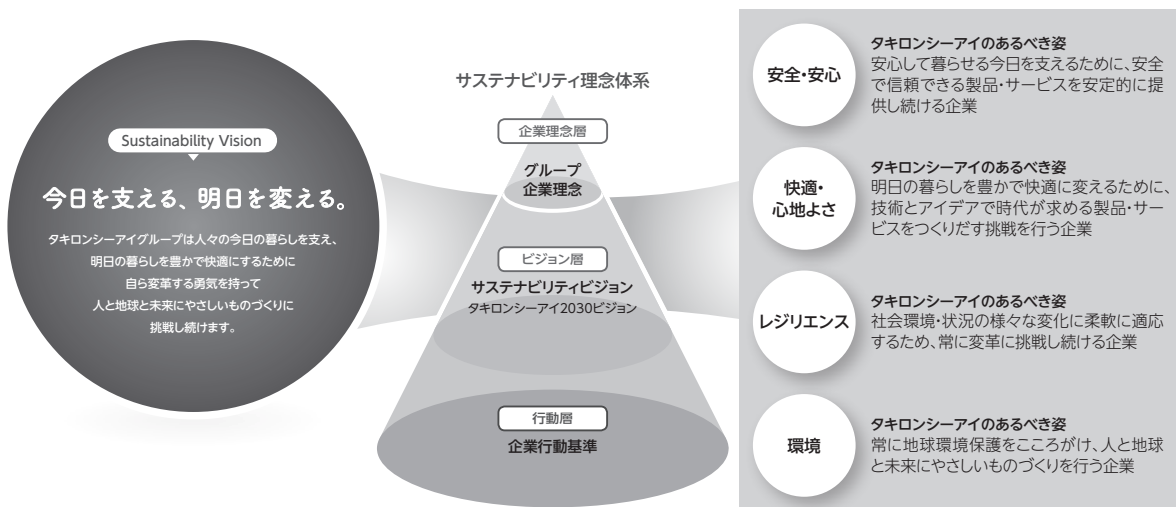 Sustainability Vision
今日を支える、明日を変える。
タキロンシーアイグループは人々の今日の暮らしを支え、
明日の暮らしを豊かで快適にするために
自ら変革する勇気を持って
人と地球と未来にやさしいものづくりに
挑戦し続けます。
サステナビリティ理念体系
企業理念層
グループ
企業理念
ビジョン層
サステナビリティビジョン
タキロンシーアイ2030ビジョン
行動層
企業行動基準
安全・安心
タキロンシーアイのあるべき姿
安心して暮らせる今日を支えるために、安全
で信頼できる製品・サービスを安定的に提
供し続ける企業
快適・
心地よさ
タキロンシーアイのあるべき姿
明日の暮らしを豊かで快適に変えるために、
技術とアイデアで時代が求める製品・サー
ビスをつくりだす挑戦を行う企業
レジリエンス
タキロンシーアイのあるべき姿
社会環境・状況の様々な変化に柔軟に適応
するため、常に変革に挑戦し続ける企業
環境
タキロンシーアイのあるべき姿
常に地球環境保護をこころがけ、人と地球
と未来にやさしいものづくりを行う企業